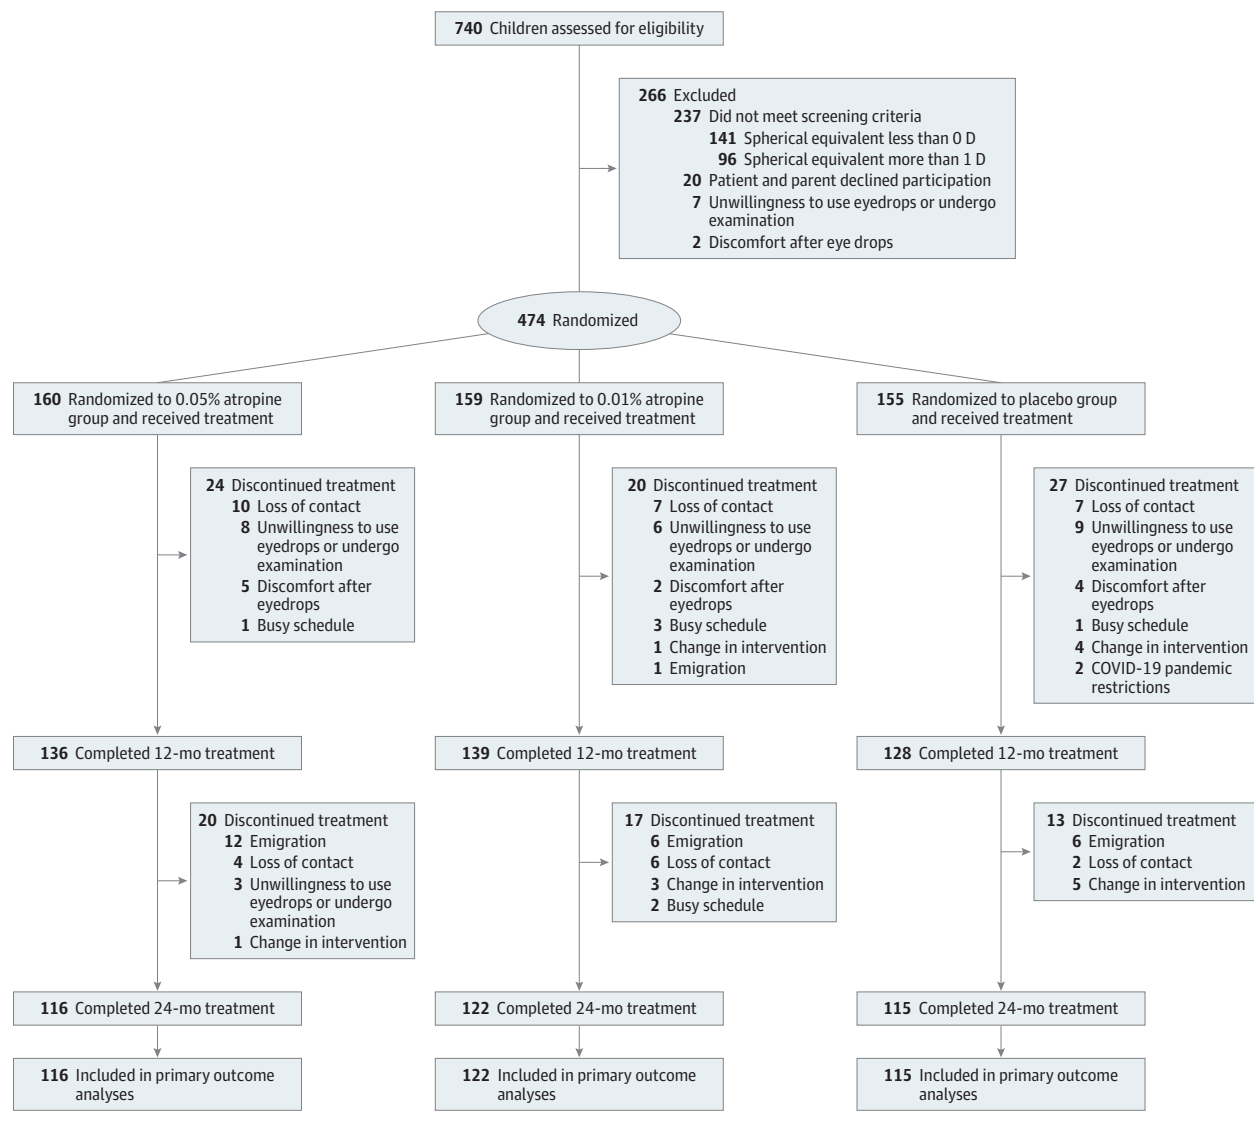 740 Children assessed for eligibility
266 Excluded
237 Did not meet screening criteria
141 Spherical equivalent less than 0 D
96 Spherical equivalent more than 1 D
20 Patient and parent declined participation
7 Unwillingness to use eyedrops or undergo
examination
2 Discomfort after eye drops
474 Randomized
160 Randomized to 0.05% atropine
group and received treatment
159 Randomized to 0.01% atropine
group and received treatment
155 Randomized to placebo group
and received treatment
24 Discontinued treatment
10 Loss of contact
8 Unwillingness to use
eyedrops or undergo
examination
5 Discomfort after
eyedrops
1 Busy schedule
20 Discontinued treatment
7 Loss of contact
6 Unwillingness to use
eyedrops or undergo
examination
2 Discomfort after
eyedrops
3 Busy schedule
1 Change in intervention
1 Emigration
27 Discontinued treatment
7 Loss of contact
9 Unwillingness to use
eyedrops or undergo
examination
4 Discomfort after
eyedrops
1 Busy schedule
4 Change in intervention
2 COVID-19 pandemic
restrictions
136 Completed 12-mo treatment
139 Completed 12-mo treatment
128 Completed 12-mo treatment
20 Discontinued treatment
12 Emigration
4 Loss of contact
3 Unwillingness to use
eyedrops or undergo
examination
1 Change in intervention
17 Discontinued treatment
6 Emigration
6 Loss of contact
3 Change in intervention
2 Busy schedule
13 Discontinued treatment
6 Emigration
2 Loss of contact
5 Change in intervention
116 Completed 24-mo treatment
122 Completed 24-mo treatment
115 Completed 24-mo treatment
116 Included in primary outcome
analyses
122 Included in primary outcome
analyses
115 Included in primary outcome
analyses